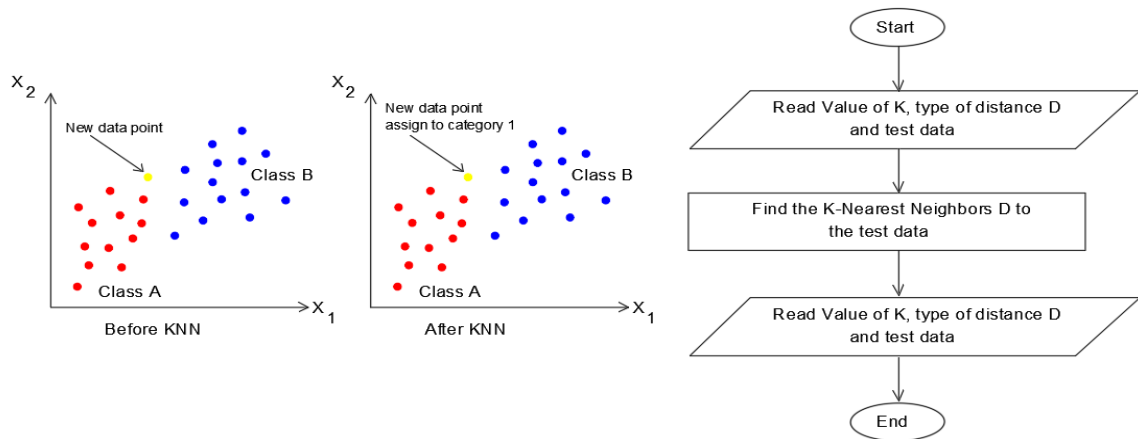 X2
New data point
Class B
Class A
X1
Before KNN
X2
New data point
assign to category 1
Class B
Class A
X1
After KNN
Start
Read Value of K, type of distance D
and test data
Find the K-Nearest Neighbors D to
the test data
Read Value of K, type of distance D
and test data
End